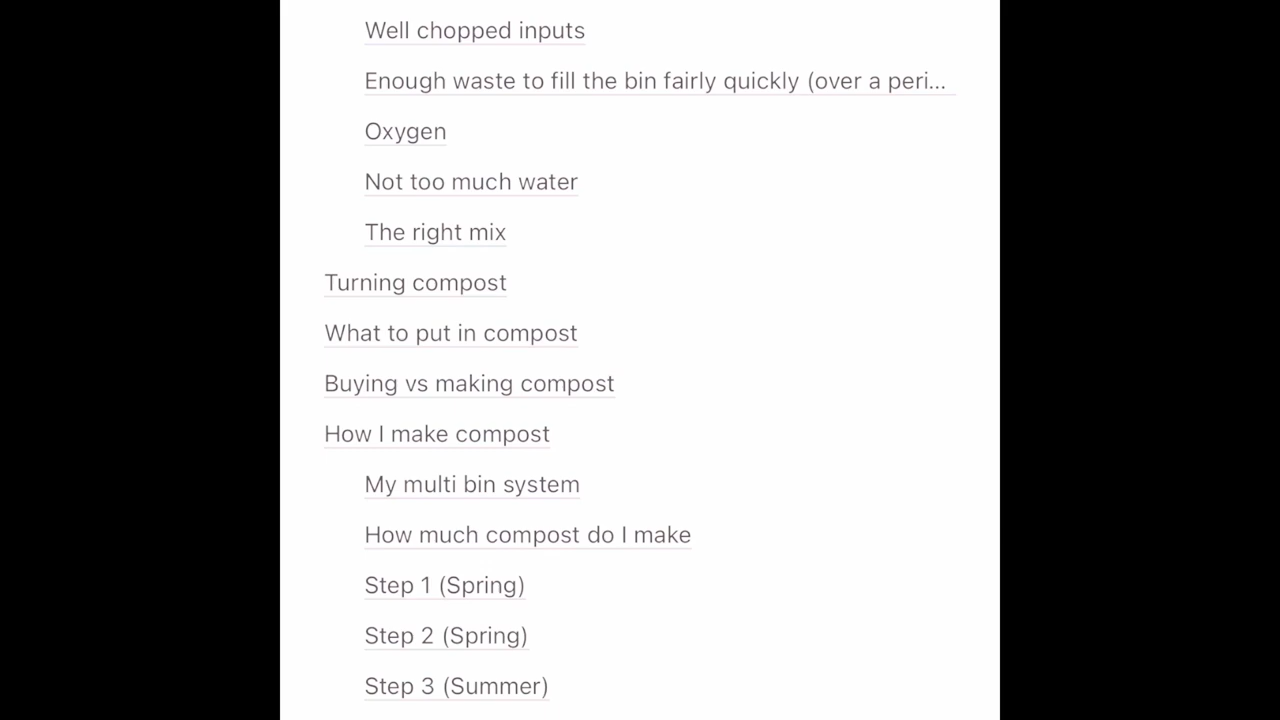 Well chopped inputs
Enough waste to fill the bin fairly quickly (over a peri...
Oxygen
Not too much water
The right mix
Turning compost
What to put in compost
Buying vs making compost
How I make compost
My multi bin system
How much compost do I make
Step 1 (Spring)
Step 2 (Spring)
Step 3 (Summer)